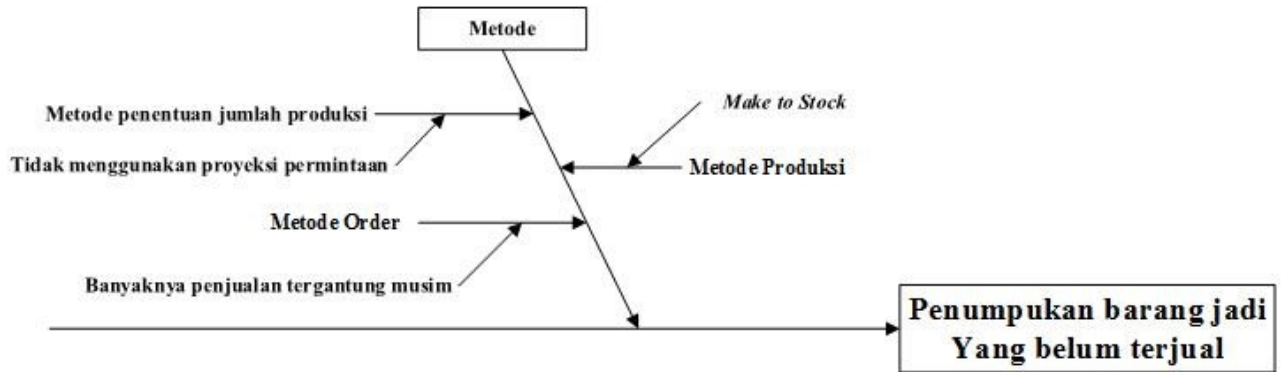 Metode
Make to Stock
Metode penentuan jumlah produksi
Tidak menggunakan proyeksi permintaan
Metode Produksi
Metode Order
Banyaknya penjualan tergantung musim
Penumpukan barang jadi
Yang belum terjual